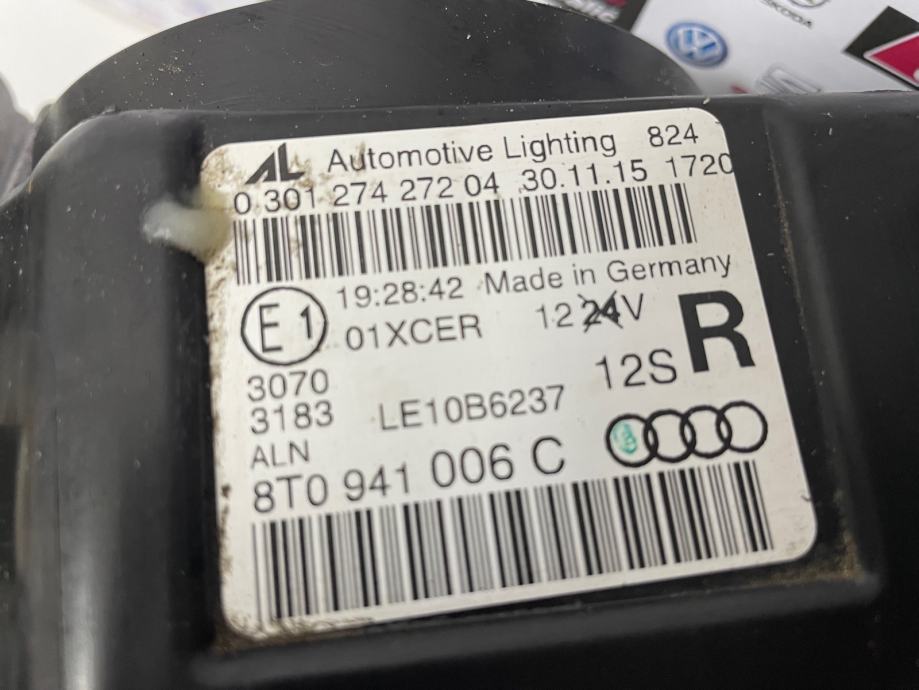 AL Automotive Lighting 824
0 301 274 272 04 30.11.15 1720
19:28:42 Made in Germany
E1 01XCER 12 24V R
3070 12S
3183 LE10B6237
ALN
8T0 941 006 C
ŠKODA